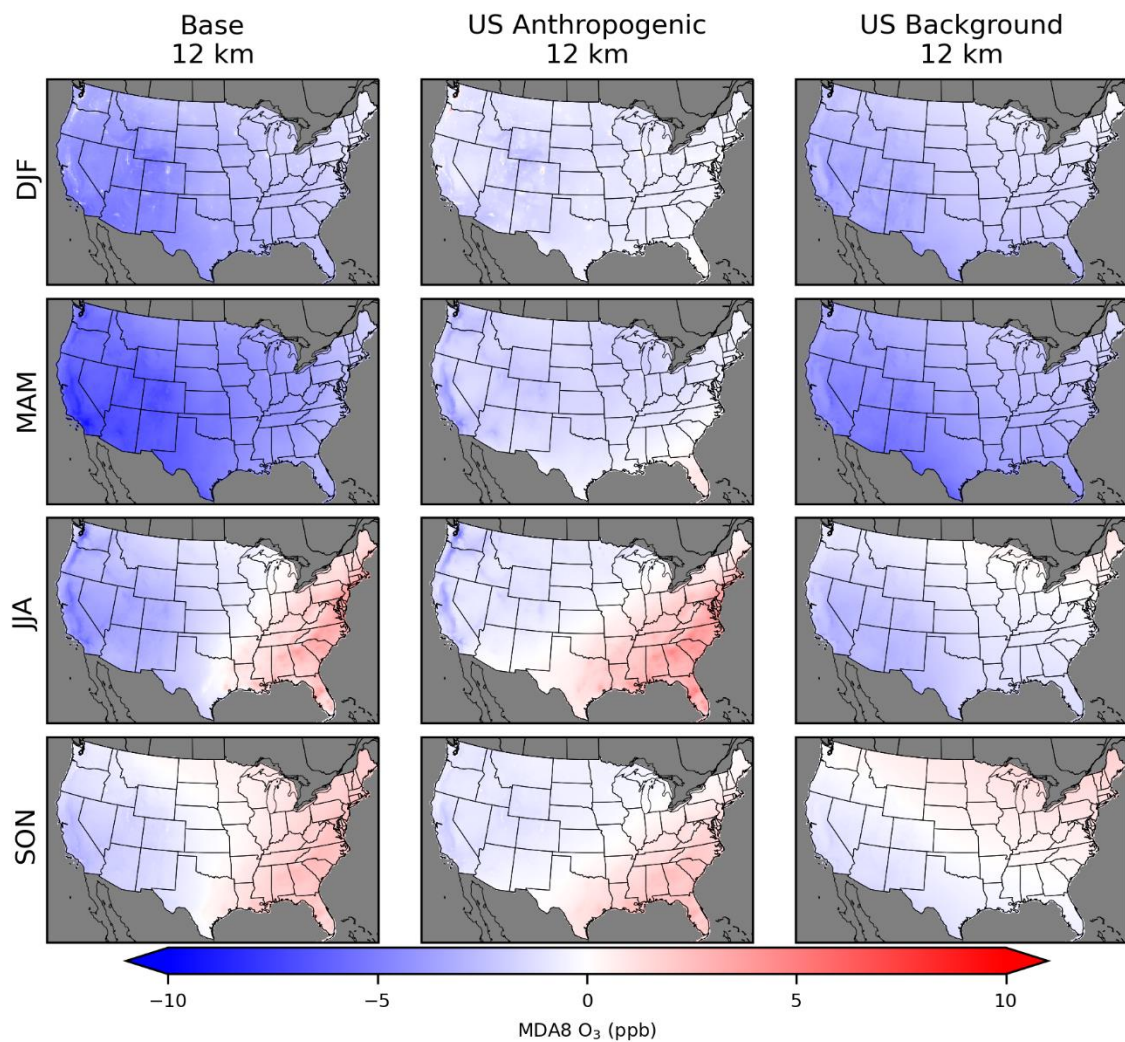 Base
12 km
US Anthropogenic
12 km
US Background
12 km
DJF
MAM
JJA
SON
−10
−5
0
5
10
MDA8 O₃ (ppb)